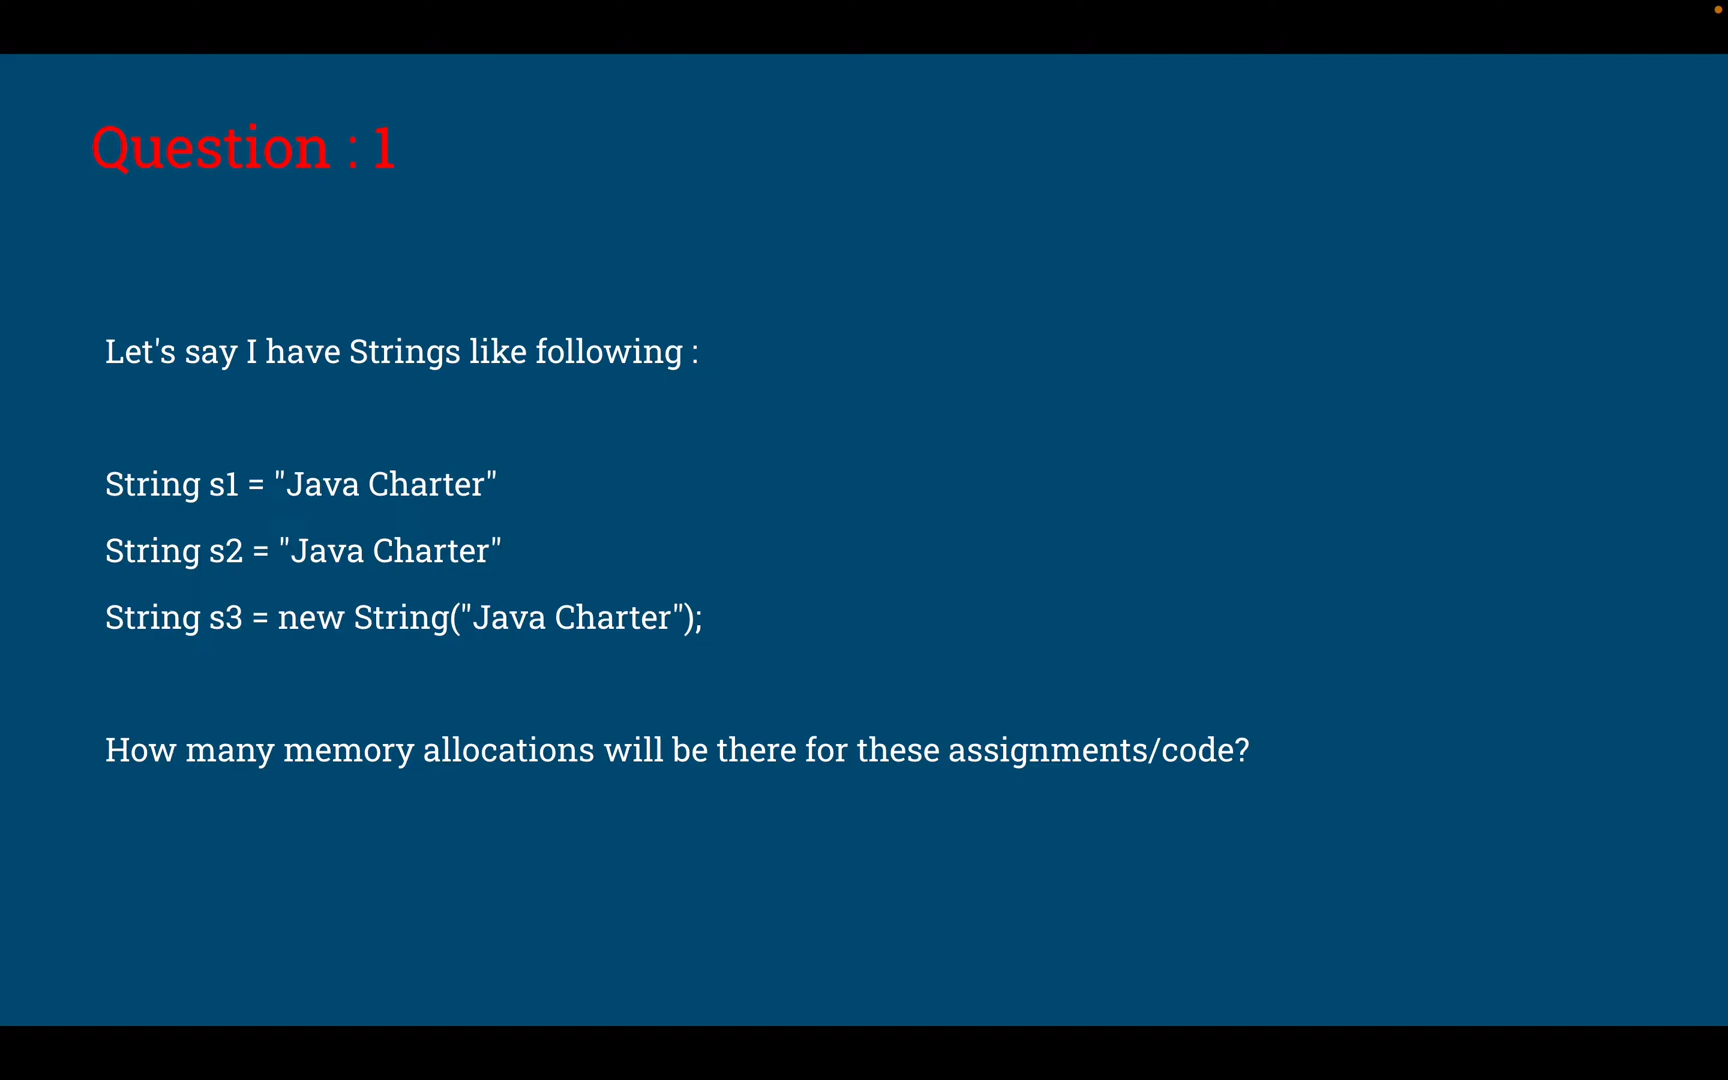 Question : 1
Let's say I have Strings like following :
String s1 = "Java Charter"
String s2 = "Java Charter"
String s3 = new String("Java Charter");
How many memory allocations will be there for these assignments/code?